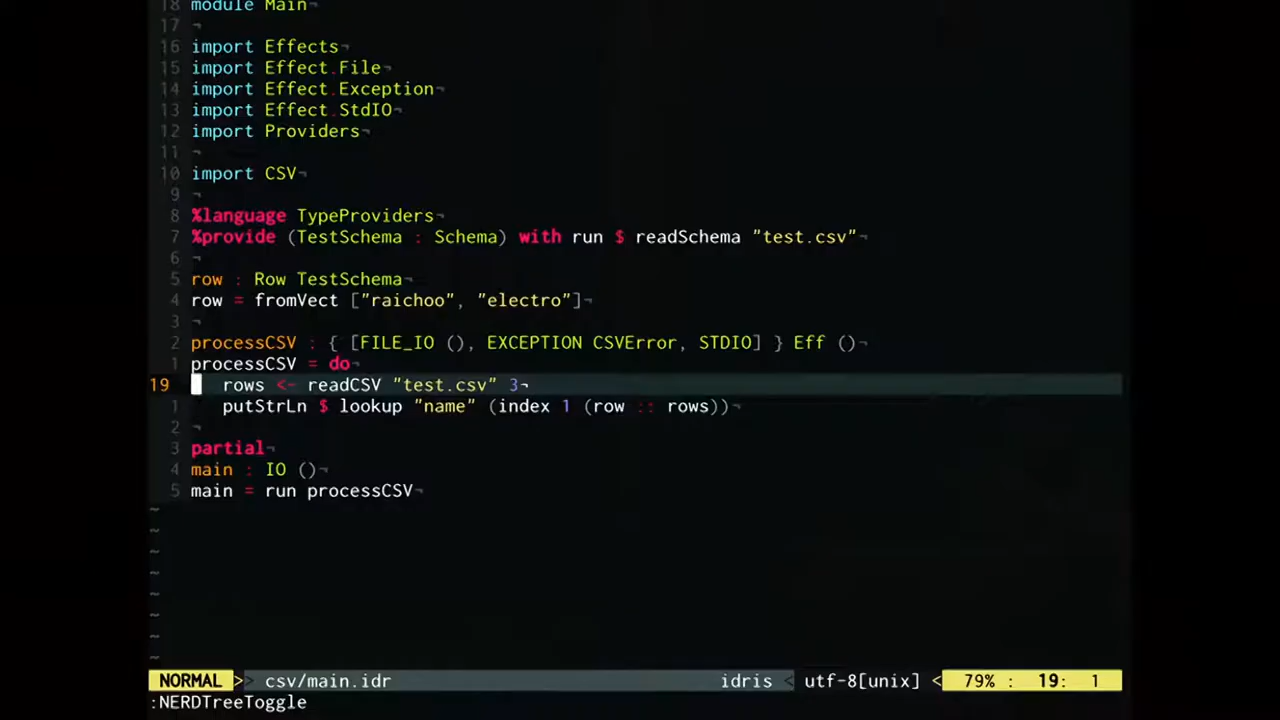 18 module Main
17 ¬
16 import Effects¬
15 import Effect.File¬
14 import Effect.Exception¬
13 import Effect.StdIO¬
12 import Providers¬
11 ¬
10 import CSV¬
9 ¬
8 %language TypeProviders¬
7 %provide (TestSchema : Schema) with run $ readSchema "test.csv"¬
6 ¬
5 row : Row TestSchema¬
4 row = fromVect ["raichoo", "electro"]¬
3 ¬
2 processCSV : { [FILE_IO (), EXCEPTION CSVError, STDIO] } Eff ()¬
1 processCSV = do¬
19 rows <- readCSV "test.csv" 3¬
1 putStrLn $ lookup "name" (index 1 (row :: rows))¬
2 ¬
3 partial¬
4 main : IO ()¬
5 main = run processCSV¬
~
~
~
~
~
~
~
~
NORMAL > > csv/main.idr idris < utf-8[unix] < 79% : 19: 1
:NERDTreeToggle